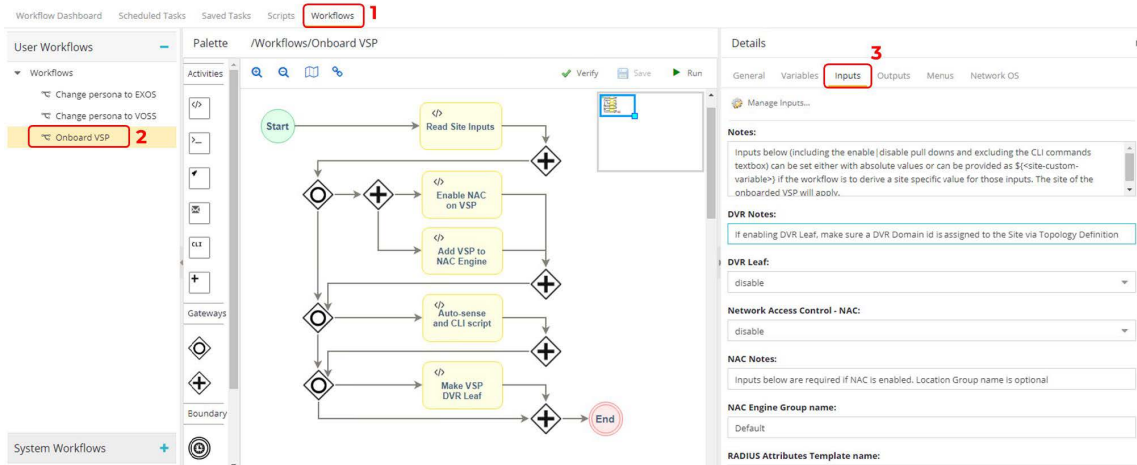 Workflow Dashboard Scheduled Tasks Saved Tasks Scripts Workflows 1
User Workflows
Workflows
Change persona to EXOS
Change persona to VOSS
Onboard VSP 2
System Workflows
Palette
Activities
CLI
Gateways
Boundary
/Workflows/Onboard VSP
Verify Save Run
Start
Read Site Inputs
Enable NAC
on VSP
Add VSP to
NAC Engine
Auto-sense
and CLI script
Make VSP
DVR Leaf
End
Details
3
General Variables Inputs Outputs Menus Network OS
Manage Inputs...
Notes:
Inputs below (including the enable|disable pull downs and excluding the CLI commands
textbox) can be set either with absolute values or can be provided as $(<site-custom-
variable>) if the workflow is to derive a site specific value for those inputs. The site of the
onboarded VSP will apply.
DVR Notes:
If enabling DVR Leaf, make sure a DVR Domain id is assigned to the Site via Topology Definition
DVR Leaf:
disable
Network Access Control - NAC:
disable
NAC Notes:
Inputs below are required if NAC is enabled. Location Group name is optional
NAC Engine Group name:
Default
RADIUS Attributes Template name: